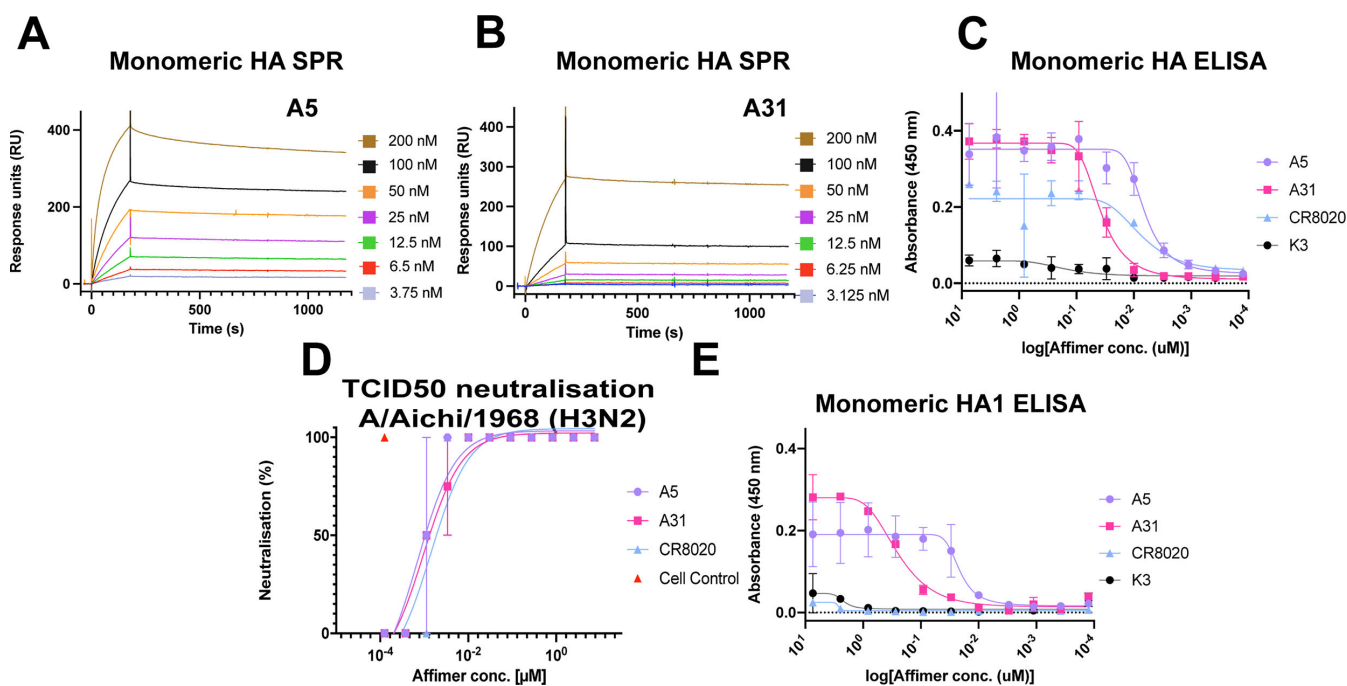 A
Monomeric HA SPR
A5
Response units (RU)
400
200
0
0
500
1000
Time (s)
200 nM
100 nM
50 nM
25 nM
12.5 nM
6.5 nM
3.75 nM
B
Monomeric HA SPR
A31
Response units (RU)
400
300
200
100
0
0
500
1000
Time (s)
200 nM
100 nM
50 nM
25 nM
12.5 nM
6.25 nM
3.125 nM
C
Monomeric HA ELISA
Absorbance (450 nm)
0.4
0.2
0.0
10¹
10⁰
10⁻¹
10⁻²
10⁻³
10⁻⁴
log[Affimer conc. (uM)]
A5
A31
CR8020
K3
D
TCID50 neutralisation
A/Aichi/1968 (H3N2)
Neutralisation (%)
100
50
0
10⁻⁴
10⁻²
10⁰
Affimer conc. [µM]
A5
A31
CR8020
Cell Control
E
Monomeric HA1 ELISA
Absorbance (450 nm)
0.4
0.2
0.0
10¹
10⁰
10⁻¹
10⁻²
10⁻³
10⁻⁴
log[Affimer conc. (uM)]
A5
A31
CR8020
K3